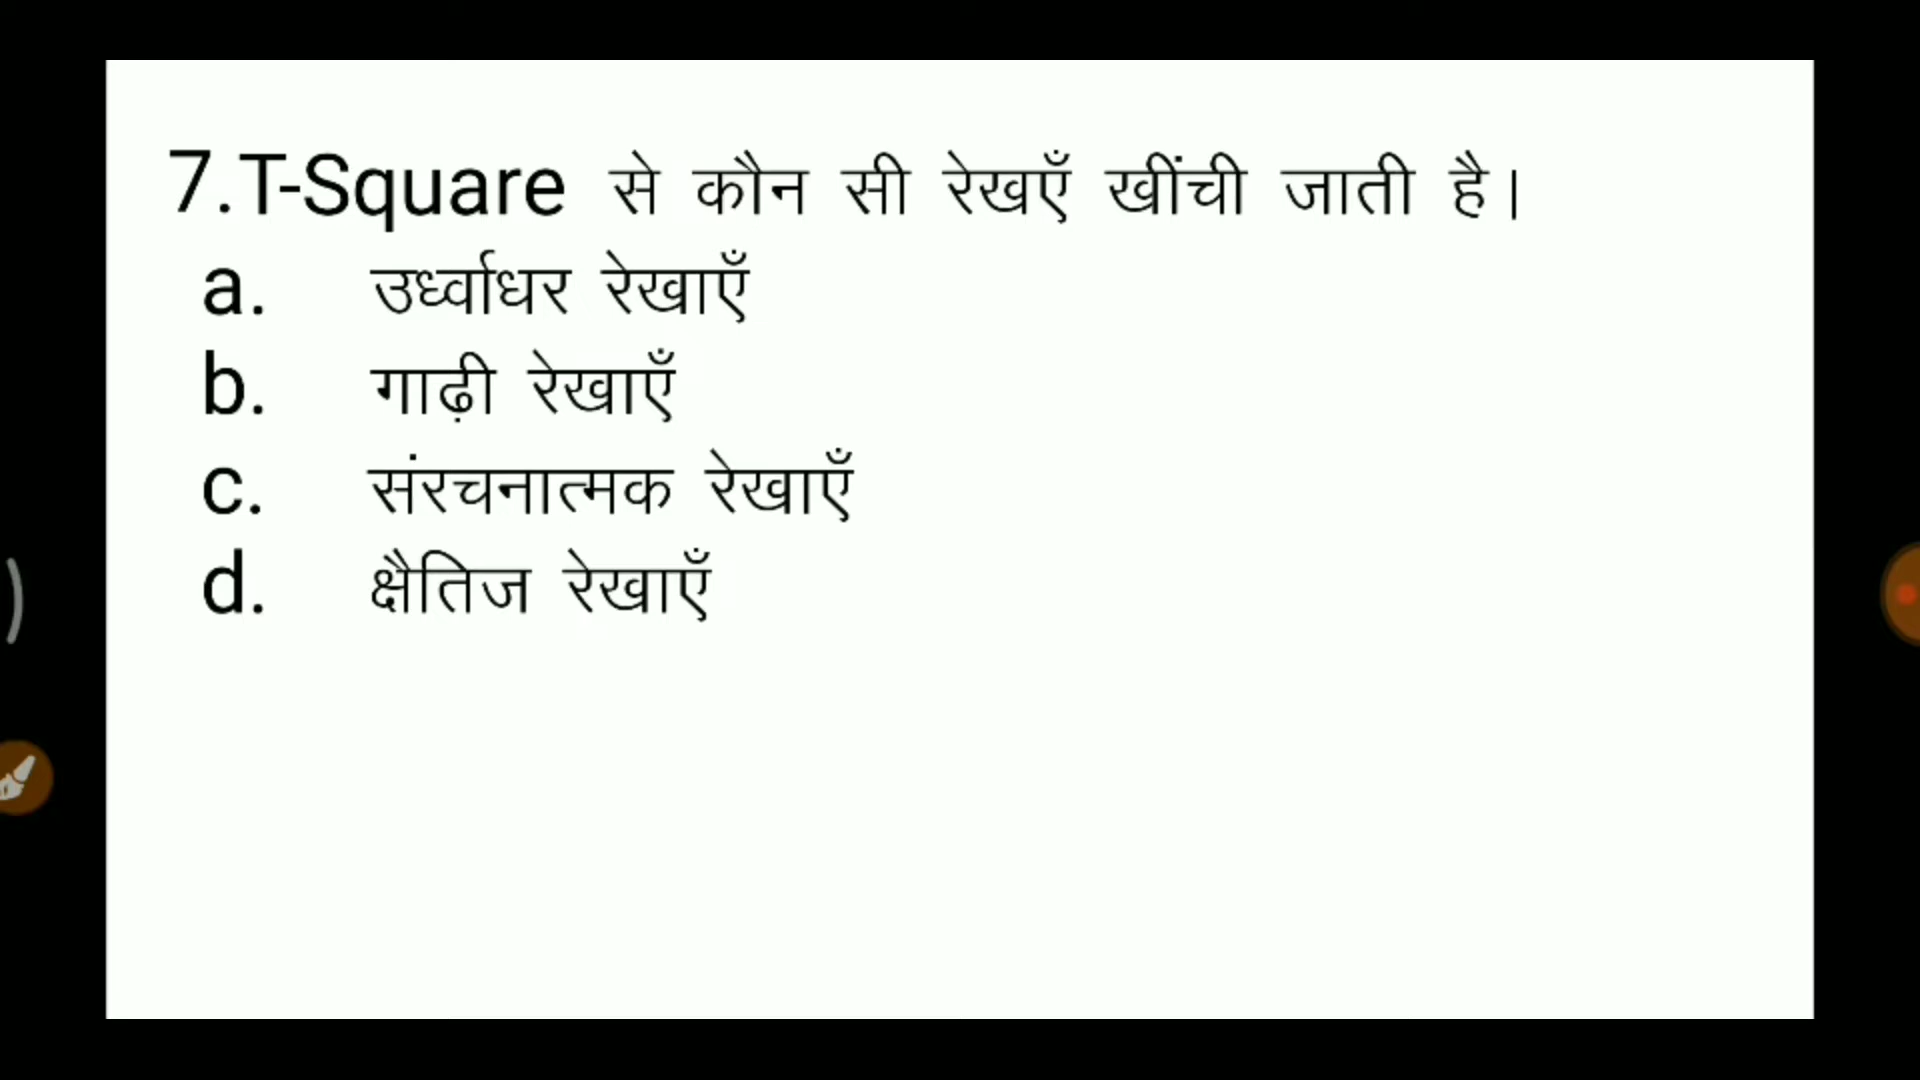 7.T-Square से कौन सी रेखएँ खींची जाती है।
a. उर्ध्वाधर रेखाएँ
b. गाढ़ी रेखाएँ
c. संरचनात्मक रेखाएँ
d. क्षैतिज रेखाएँ